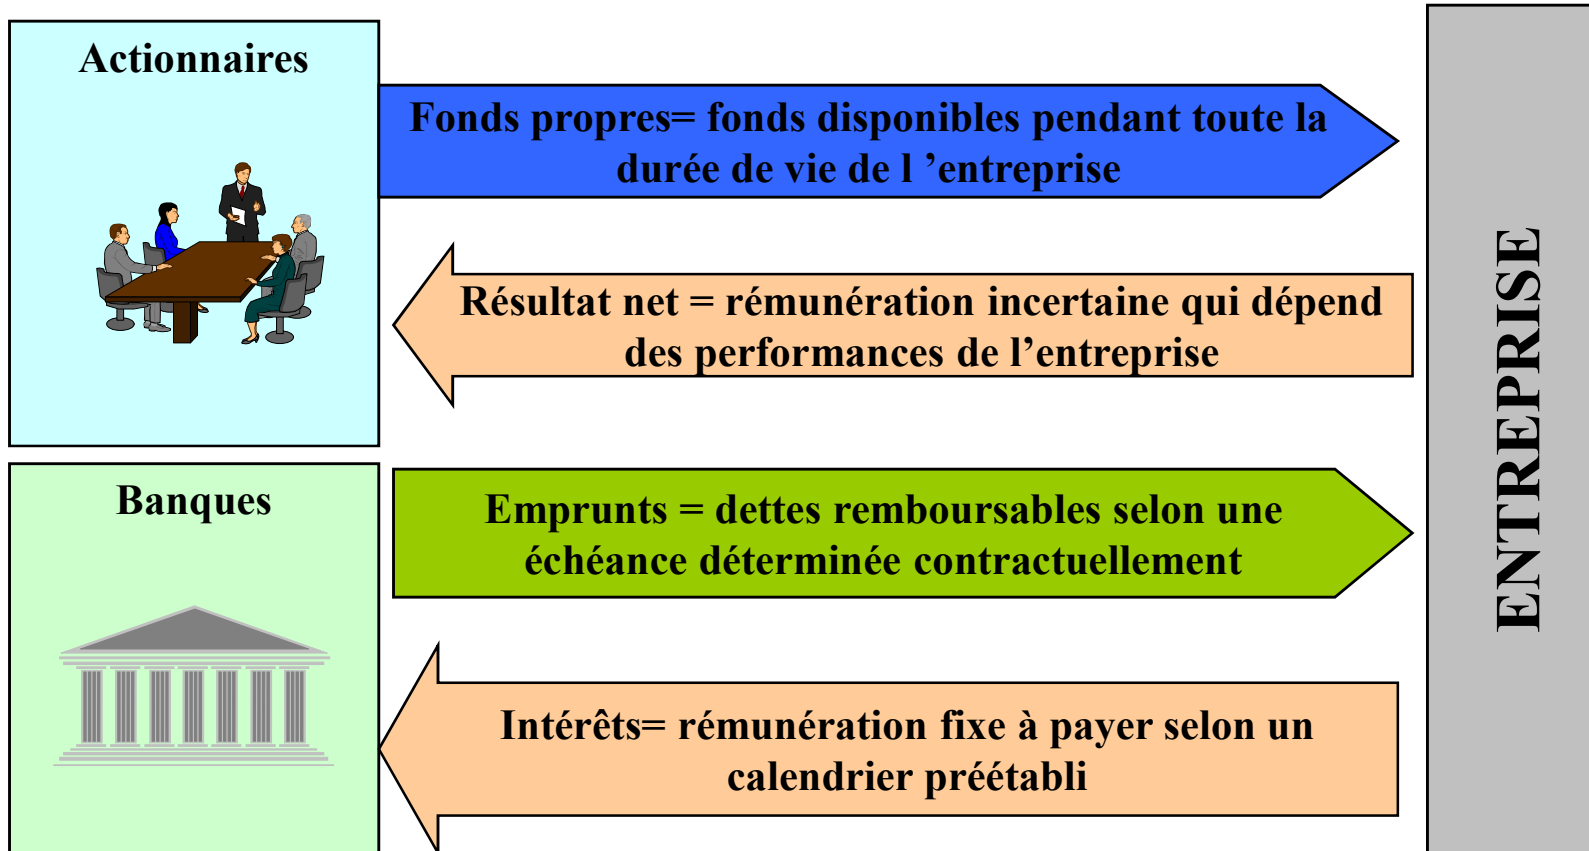 Actionnaires
Fonds propres= fonds disponibles pendant toute la
durée de vie de l ’entreprise
Résultat net = rémunération incertaine qui dépend
des performances de l’entreprise
Banques
Emprunts = dettes remboursables selon une
échéance déterminée contractuellement
Intérêts= rémunération fixe à payer selon un
calendrier préétabli
ENTREPRISE